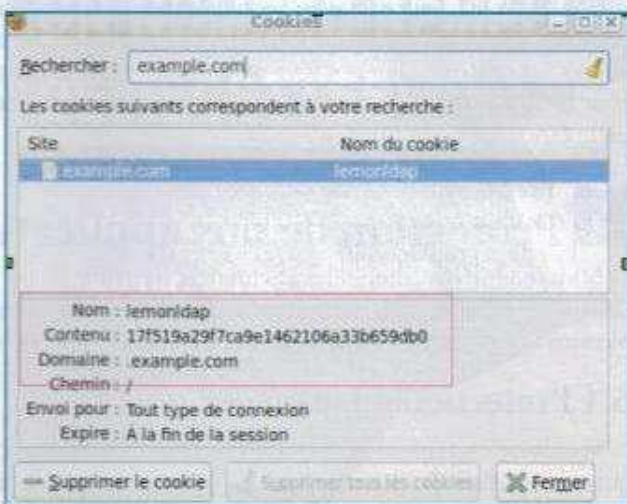 Cookies
Rechercher : example.com
Les cookies suivants correspondent à votre recherche :
Site Nom du cookie
example.com lemonldap
Nom : lemonldap
Contenu : 17f519a29f7ca9e1462106a33b659db0
Domaine : .example.com
Chemin : /
Envoi pour : Tout type de connexion
Expire : A la fin de la session
Supprimer le cookie Supprimer tous les cookies Fermer